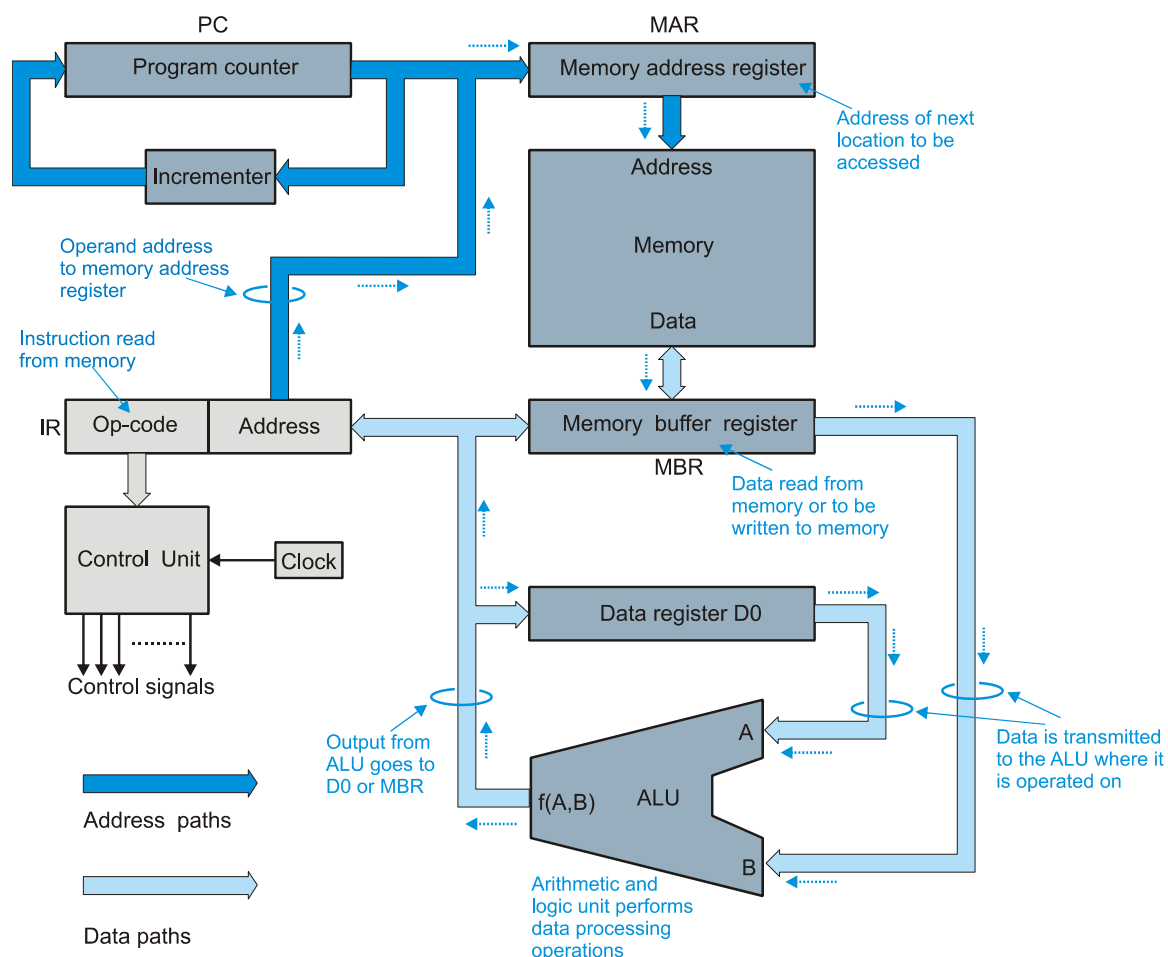 PC
MAR
Program counter
Memory address register
Address of next
location to be
accessed
Incrementer
Address
Memory
Data
Operand address
to memory address
register
Instruction read
from memory
IR
Op-code
Address
Memory buffer register
MBR
Data read from
memory or to be
written to memory
Control Unit
Clock
Control signals
Data register D0
Output from
ALU goes to
D0 or MBR
A
f(A,B)
ALU
B
Data is transmitted
to the ALU where it
is operated on
Arithmetic and
logic unit performs
data processing
operations
Address paths
Data paths